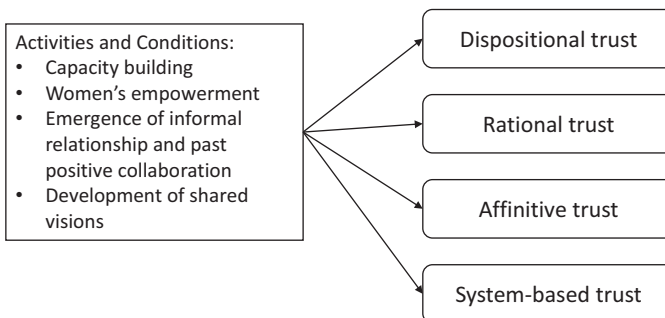 Activities and Conditions:
• Capacity building
• Women's empowerment
• Emergence of informal
relationship and past
positive collaboration
• Development of shared
visions
Dispositional trust
Rational trust
Affinitive trust
System-based trust